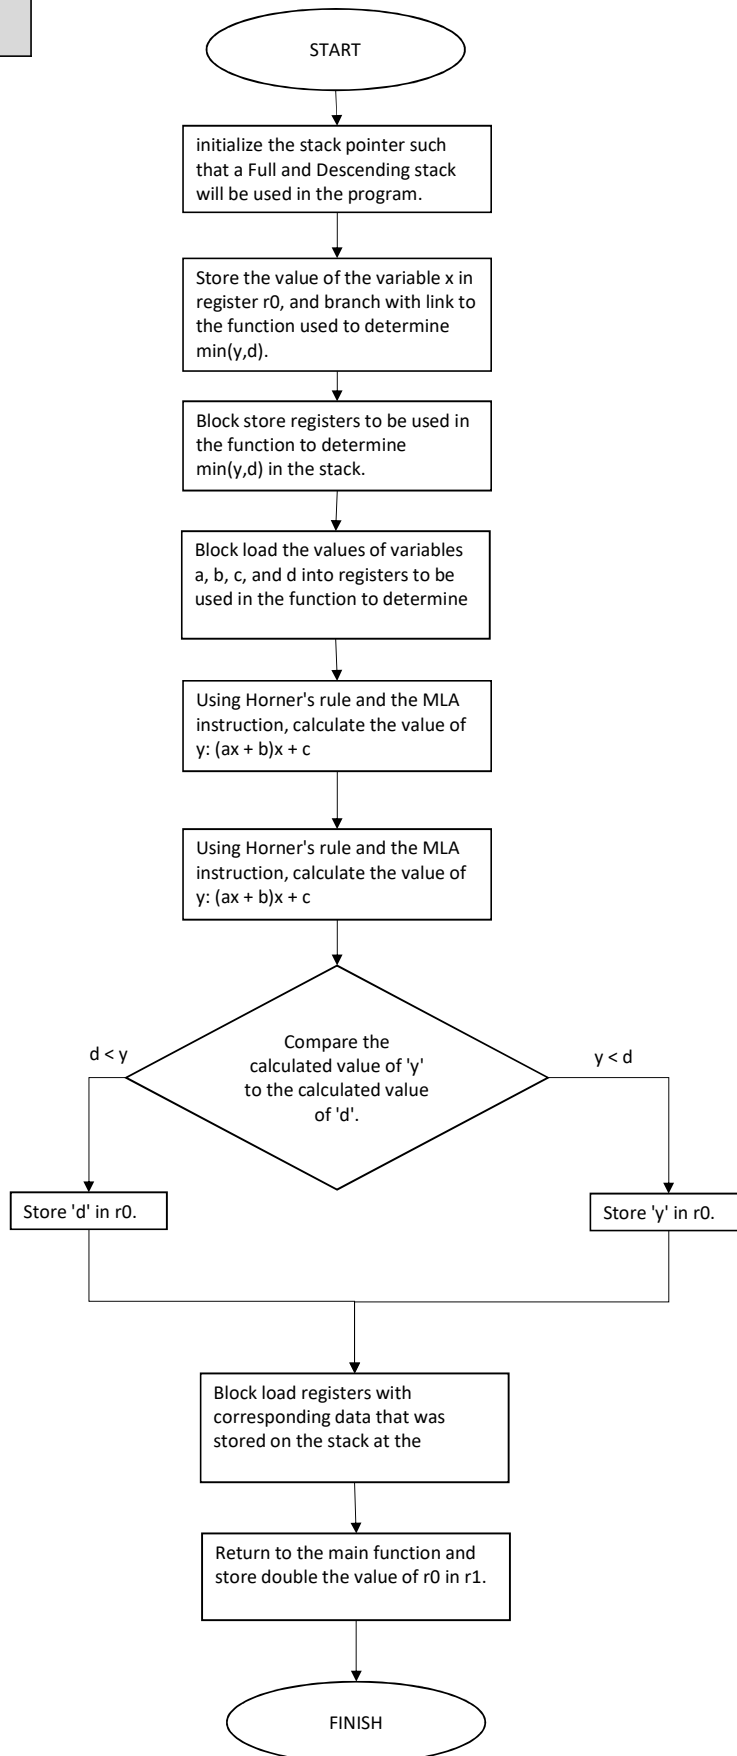 START
initialize the stack pointer such
that a Full and Descending stack
will be used in the program.
Store the value of the variable x in
register r0, and branch with link to
the function used to determine
min(y,d).
Block store registers to be used in
the function to determine
min(y,d) in the stack.
Block load the values of variables
a, b, c, and d into registers to be
used in the function to determine
Using Horner's rule and the MLA
instruction, calculate the value of
y: (ax + b)x + c
Using Horner's rule and the MLA
instruction, calculate the value of
y: (ax + b)x + c
Compare the
calculated value of 'y'
to the calculated value
of 'd'.
d < y
y < d
Store 'd' in r0.
Store 'y' in r0.
Block load registers with
corresponding data that was
stored on the stack at the
Return to the main function and
store double the value of r0 in r1.
FINISH